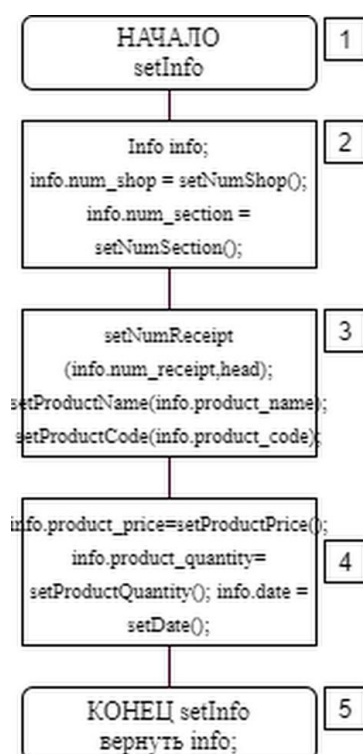 НАЧАЛО
setInfo
1
Info info;
info.num_shop = setNumShop();
info.num_section =
setNumSection();
2
setNumReceipt
(info.num_receipt,head);
setProductName(info.product_name);
setProductCode(info.product_code);
3
info.product_price=setProductPrice();
info.product_quantity=
setProductQuantity(); info.date =
setDate();
4
КОНЕЦ setInfo
вернуть info;
5